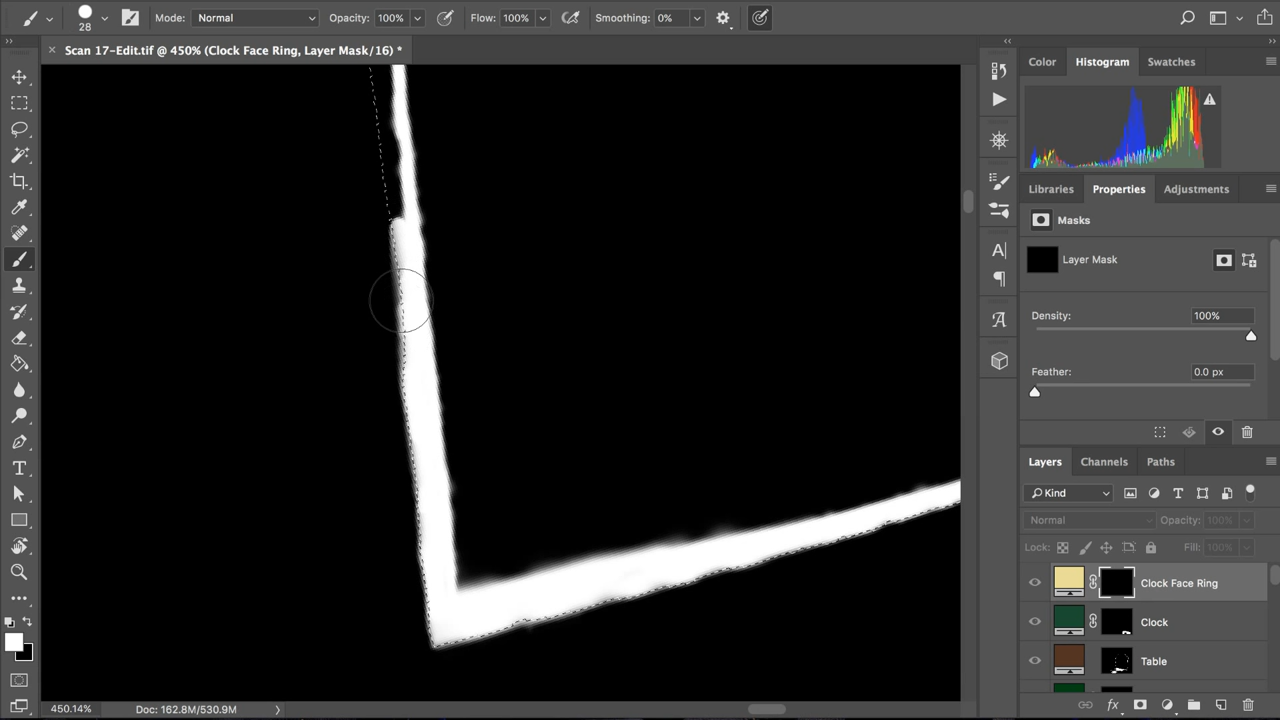 28
Mode: Normal
Opacity: 100%
Flow: 100%
Smoothing: 0%
Scan 17-Edit.tif @ 450% (Clock Face Ring, Layer Mask/16) *
Color Histogram Swatches
Libraries Properties Adjustments
Masks
Layer Mask
Density: 100%
Feather: 0.0 px
Layers Channels Paths
Kind
Normal Opacity: 100%
Lock: Fill: 100%
Clock Face Ring
Clock
Table
fx
450.14% Doc: 162.8M/530.9M